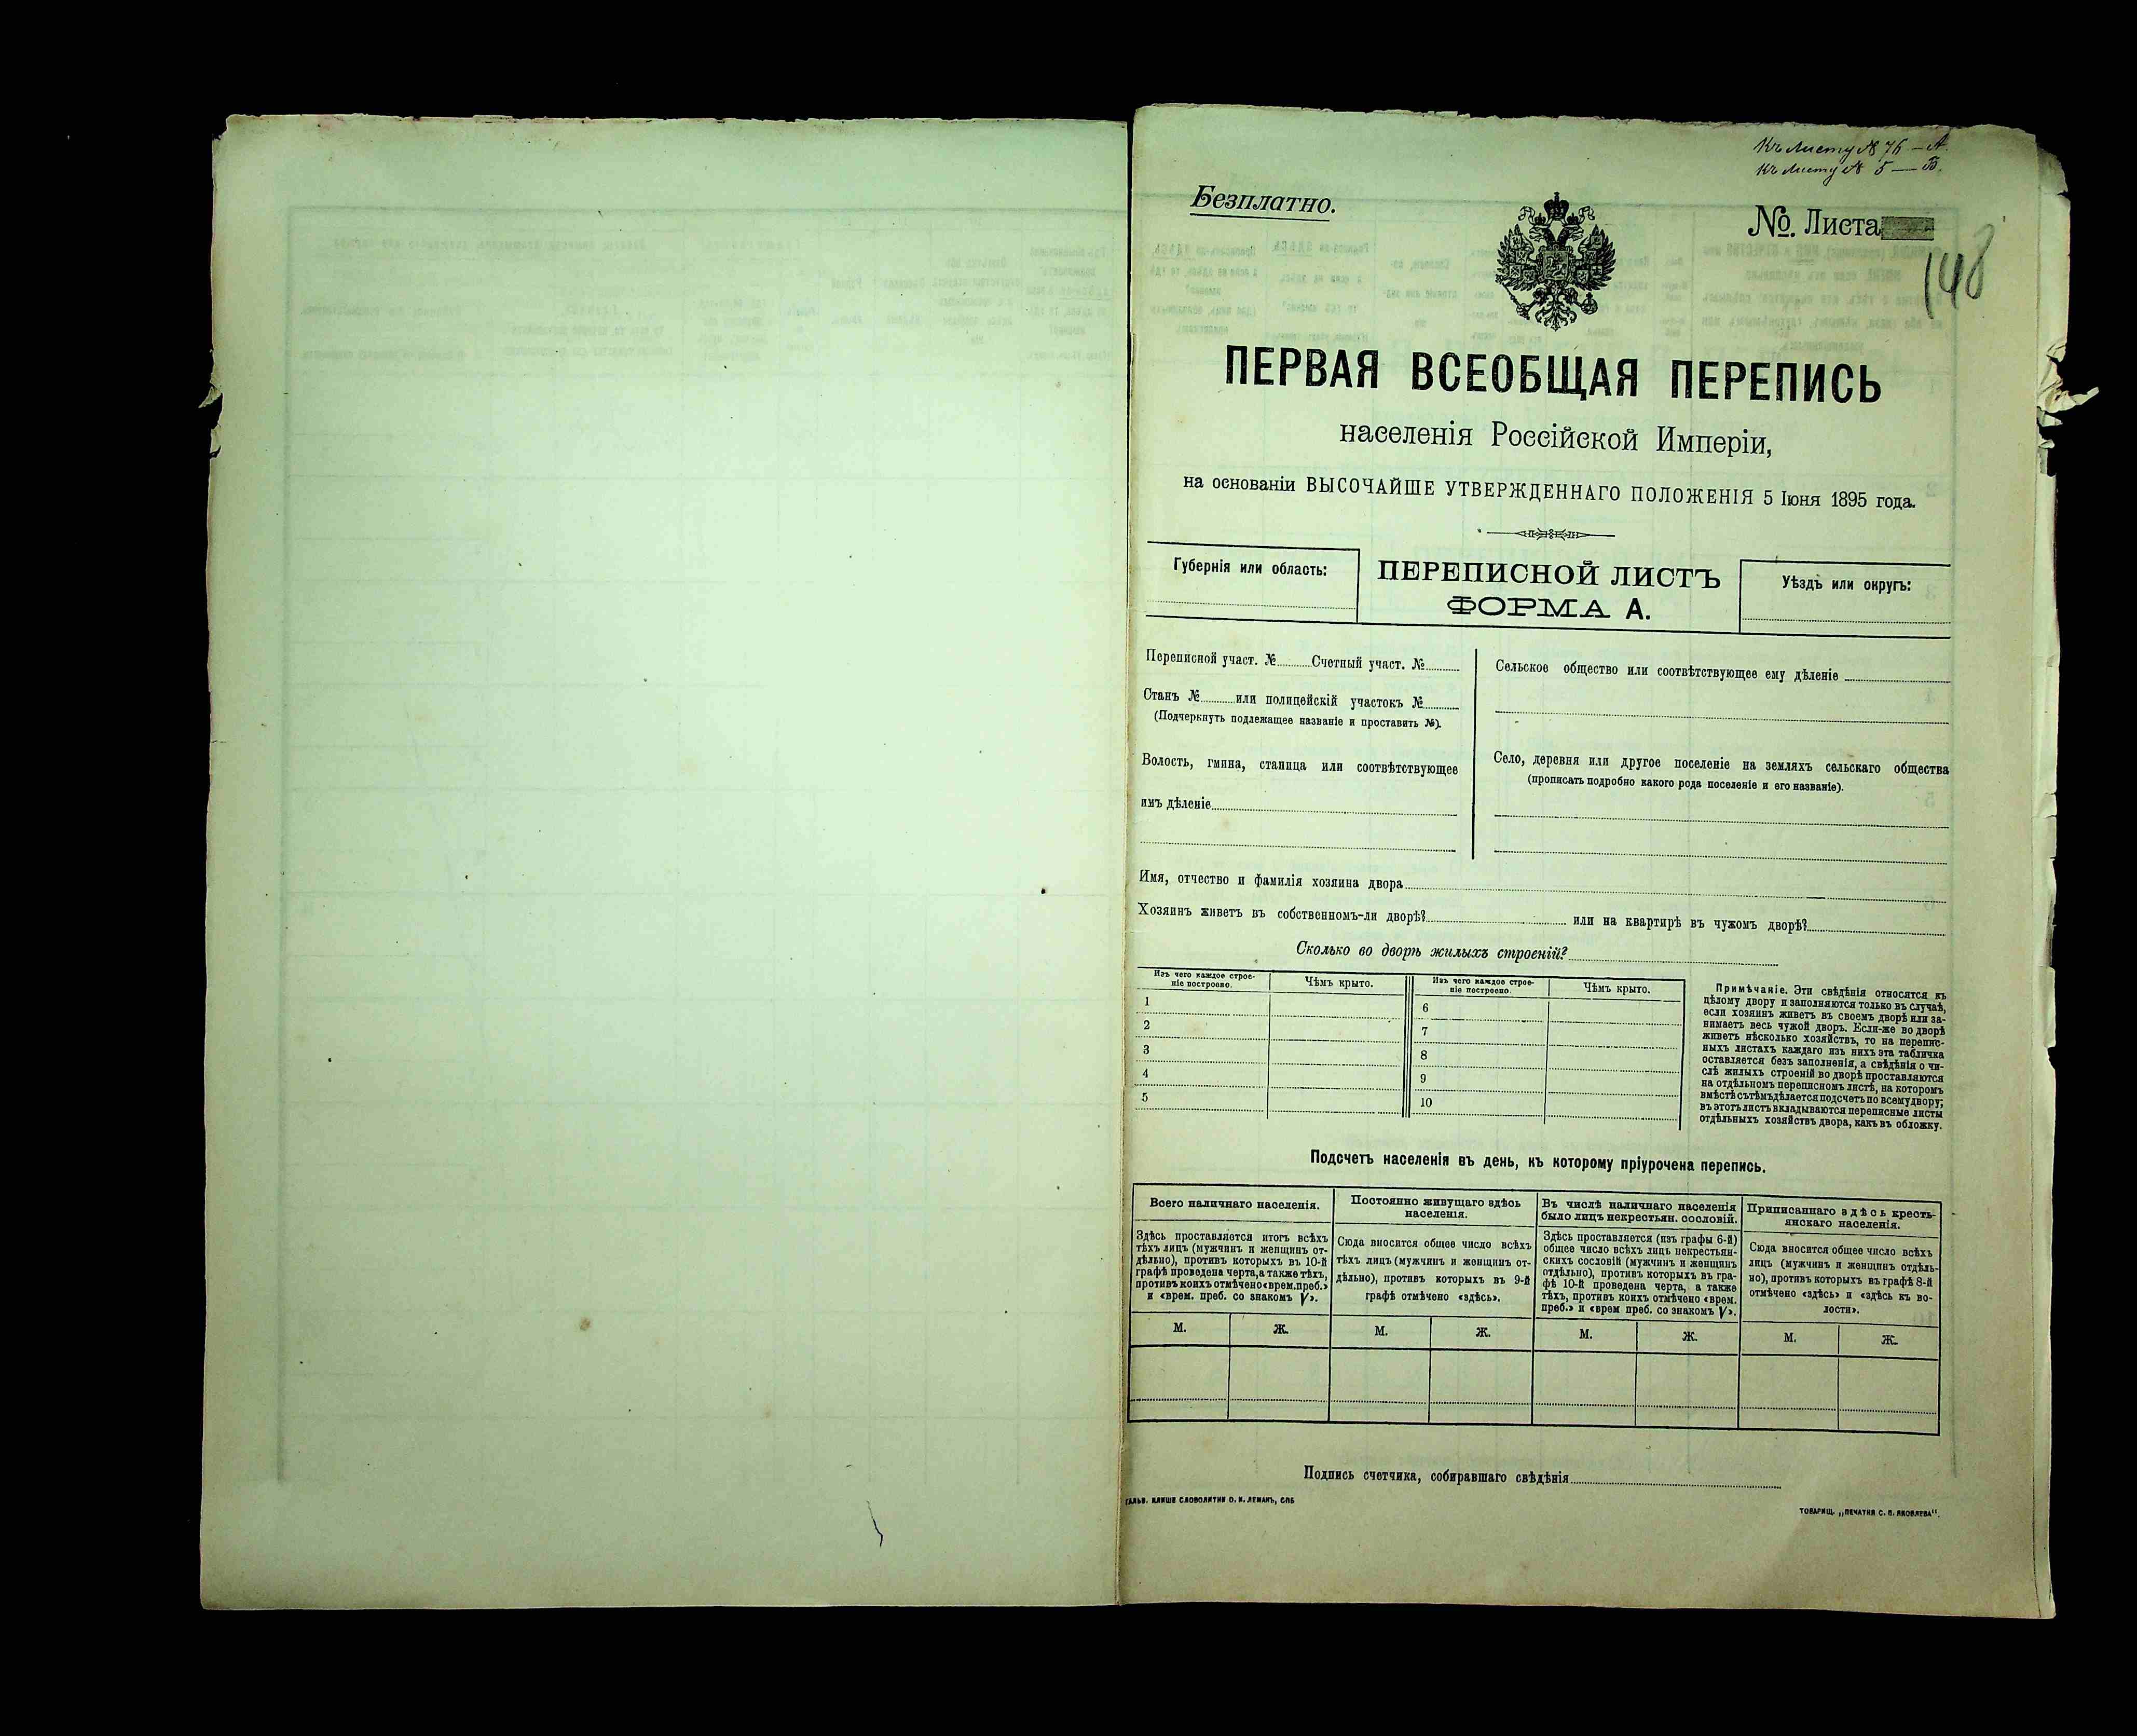 Къ листу № 76 — А.
Къ листу № 5 — Б.
Безплатно.
№. Листа
148
ПЕРВАЯ ВСЕОБЩАЯ ПЕРЕПИСЬ
населенія Россійской Имперіи,
на основаніи ВЫСОЧАЙШЕ УТВЕРЖДЕННАГО ПОЛОЖЕНІЯ 5 Іюня 1895 года.
Губернія или область:
ПЕРЕПИСНОЙ ЛИСТЪ
ФОРМА А.
Уѣздъ или округъ:
Переписной участ. № Счетный участ. №
Станъ № или полицейскій участокъ №
(Подчеркнуть подлежащее названіе и проставить №).
Волость, гмина, станица или соотвѣтствующее
имъ дѣленіе
Сельское общество или соотвѣтствующее ему дѣленіе
Село, деревня или другое поселеніе на земляхъ сельскаго общества
(прописать подробно какого рода поселеніе и его названіе).
Имя, отчество и фамилія хозяина двора
Хозяинъ живетъ въ собственномъ-ли дворѣ? или на квартирѣ въ чужомъ дворѣ?
Сколько во дворѣ жилыхъ строеній?
Изъ чего каждое строе-
ніе построено.
Чѣмъ крыто.
1
2
3
4
5
Изъ чего каждое строе-
ніе построено.
Чѣмъ крыто.
6
7
8
9
10
Примѣчаніе. Эти свѣдѣнія относятся къ
цѣлому двору и заполняются только въ случаѣ,
если хозяинъ живетъ въ своемъ дворѣ или за-
нимаетъ весь чужой дворъ. Если-же во дворѣ
живетъ нѣсколько хозяйствъ, то на перепис-
ныхъ листахъ каждаго изъ нихъ эта табличка
оставляется безъ заполненія, а свѣдѣнія о чи-
слѣ жилыхъ строеній во дворѣ проставляются
на отдѣльномъ переписномъ листѣ, на которомъ
вмѣстѣ съ тѣмъ дѣлается подсчетъ по всему двору;
въ этотъ листъ вкладываются переписные листы
отдѣльныхъ хозяйствъ двора, какъ въ обложку.
Подсчетъ населенія въ день, къ которому пріурочена перепись.
Всего наличнаго населенія.
Здѣсь проставляется итогъ всѣхъ
тѣхъ лицъ (мужчинъ и женщинъ от-
дѣльно), противъ которыхъ въ 10-й
графѣ проведена черта, а также тѣхъ,
противъ коихъ отмѣчено «врем. преб.»
и «врем. преб. со знакомъ V».
М. Ж.
Постоянно живущаго здѣсь
населенія.
Сюда вносится общее число всѣхъ
тѣхъ лицъ (мужчинъ и женщинъ от-
дѣльно), противъ которыхъ въ 9-й
графѣ отмѣчено «здѣсь».
М. Ж.
Въ числѣ наличнаго населенія
было лицъ некрестьян. сословій.
Здѣсь проставляется (изъ графы 6-й)
общее число всѣхъ лицъ некрестьян-
скихъ сословій (мужчинъ и женщинъ
отдѣльно), противъ которыхъ въ гра-
фѣ 10-й проведена черта, а также
тѣхъ, противъ коихъ отмѣчено «врем.
преб.» и «врем преб. со знакомъ V».
М. Ж.
Приписаннаго здѣсь кресть-
янскаго населенія.
Сюда вносится общее число всѣхъ
лицъ (мужчинъ и женщинъ отдѣль-
но), противъ которыхъ въ графѣ 8-й
отмѣчено «здѣсь» и «здѣсь къ во-
лости».
М. Ж.
Подпись счетчика, собиравшаго свѣдѣнія
ГАЛЬВ. КЛИШЕ СЛОВОЛИТНИ О. И. ЛЕМАНЪ, СПБ
ТОВАРИЩ. „ПЕЧАТНЯ С. П. ЯКОВЛЕВА".